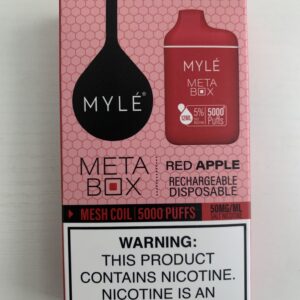 MYLÉ
MYLÉ
META
BOX
5%
5000
Puffs
META
BOX
RED APPLE
RECHARGEABLE
DISPOSABLE
MESH COIL | 5000 PUFFS
50MG/ML
WARNING:
THIS PRODUCT
CONTAINS NICOTINE.
NICOTINE IS AN